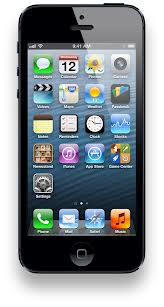 9:41 AM
Wednesday
12
Messages Calendar Photos Camera
Videos Maps Weather Passbook
Notes Reminders Clock Stocks
Newsstand iTunes App Store Game Center
Settings
Phone Mail Safari Music